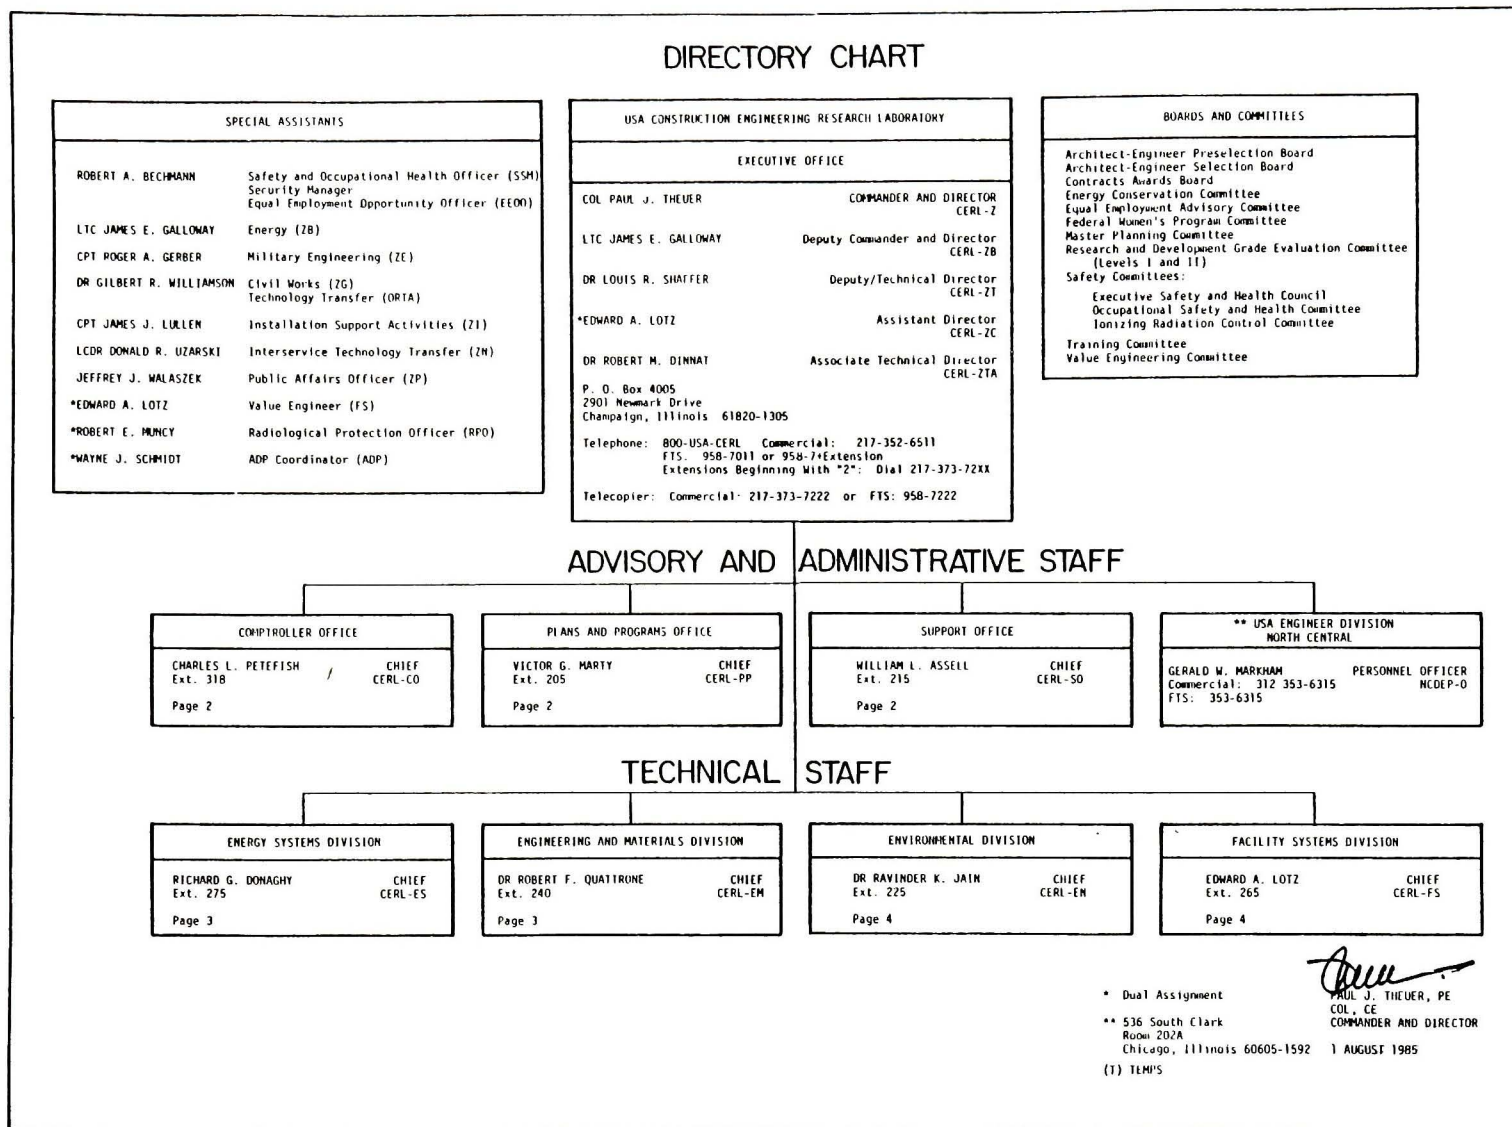 DIRECTORY CHART
SPECIAL ASSISTANTS
ROBERT A. BECHMANN Safety and Occupational Health Officer (SSM)
Security Manager
Equal Employment Opportunity Officer (EEOO)
LTC JAMES E. GALLOWAY Energy (ZB)
CPT ROGER A. GERBER Military Engineering (ZE)
DR GILBERT R. WILLIAMSON Civil Works (ZG)
Technology Transfer (ORTA)
CPT JAMES J. LULLEN Installation Support Activities (ZI)
LCDR DONALD R. UZARSKI Interservice Technology Transfer (ZN)
JEFFREY J. WALASZEK Public Affairs Officer (ZP)
*EDWARD A. LOTZ Value Engineer (FS)
*ROBERT E. MUNCY Radiological Protection Officer (RPO)
*WAYNE J. SCHMIDT ADP Coordinator (ADP)
USA CONSTRUCTION ENGINEERING RESEARCH LABORATORY
EXECUTIVE OFFICE
COL PAUL J. THEUER COMMANDER AND DIRECTOR
CERL-Z
LTC JAMES E. GALLOWAY Deputy Commander and Director
CERL-ZB
DR LOUIS R. SHAFFER Deputy/Technical Director
CERL-ZT
*EDWARD A. LOTZ Assistant Director
CERL-ZC
DR ROBERT M. DINNAT Associate Technical Director
CERL-ZTA
P. O. Box 4005
2901 Newmark Drive
Champaign, Illinois 61820-1305
Telephone: 800-USA-CERL Commercial: 217-352-6511
FTS. 958-7011 or 958-7+Extension
Extensions Beginning With "2": Dial 217-373-72XX
Telecopier: Commercial: 217-373-7222 or FTS: 958-7222
BOARDS AND COMMITTEES
Architect-Engineer Preselection Board
Architect-Engineer Selection Board
Contracts Awards Board
Energy Conservation Committee
Equal Employment Advisory Committee
Federal Women's Program Committee
Master Planning Committee
Research and Development Grade Evaluation Committee
(Levels I and II)
Safety Committees:
Executive Safety and Health Council
Occupational Safety and Health Committee
Ionizing Radiation Control Committee
Training Committee
Value Engineering Committee
ADVISORY AND ADMINISTRATIVE STAFF
COMPTROLLER OFFICE
CHARLES L. PETEFISH CHIEF
Ext. 318 CERL-CO
Page 2
PLANS AND PROGRAMS OFFICE
VICTOR G. MARTY CHIEF
Ext. 205 CERL-PP
Page 2
SUPPORT OFFICE
WILLIAM L. ASSELL CHIEF
Ext. 215 CERL-SO
Page 2
** USA ENGINEER DIVISION
NORTH CENTRAL
GERALD W. MARKHAM PERSONNEL OFFICER
Commercial: 312 353-6315 NCDEP-O
FTS: 353-6315
TECHNICAL STAFF
ENERGY SYSTEMS DIVISION
RICHARD G. DONAGHY CHIEF
Ext. 275 CERL-ES
Page 3
ENGINEERING AND MATERIALS DIVISION
DR ROBERT F. QUATTRONE CHIEF
Ext. 240 CERL-EM
Page 3
ENVIRONMENTAL DIVISION
DR RAVINDER K. JAIN CHIEF
Ext. 225 CERL-EN
Page 4
FACILITY SYSTEMS DIVISION
EDWARD A. LOTZ CHIEF
Ext. 265 CERL-FS
Page 4
* Dual Assignment
** 536 South Clark
Room 202A
Chicago, Illinois 60605-1592
(T) TEMPS
PAUL J. THEUER, PE
COL, CE
COMMANDER AND DIRECTOR
1 AUGUST 1985